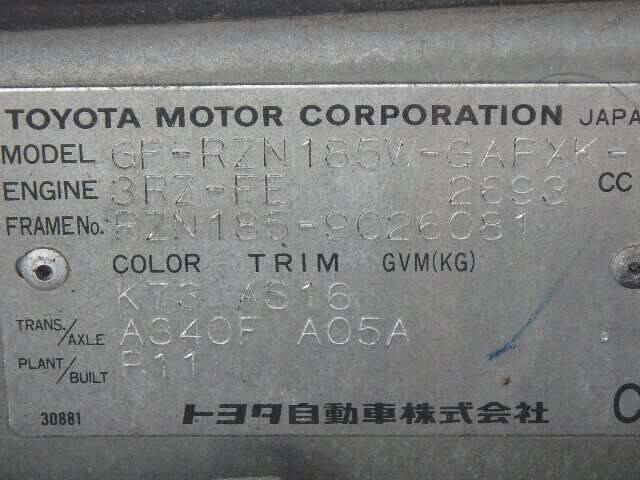 TOYOTA MOTOR CORPORATION JAPA
MODEL GF-RZN185W-GAPXK-
ENGINE 3RZ-FE 2693 CC
FRAME No. RZN185-9026081
COLOR TRIM GVM(KG)
K73 AS16
TRANS./AXLE A340F A05A
PLANT/BUILT P11
30881 トヨタ自動車株式会社 C